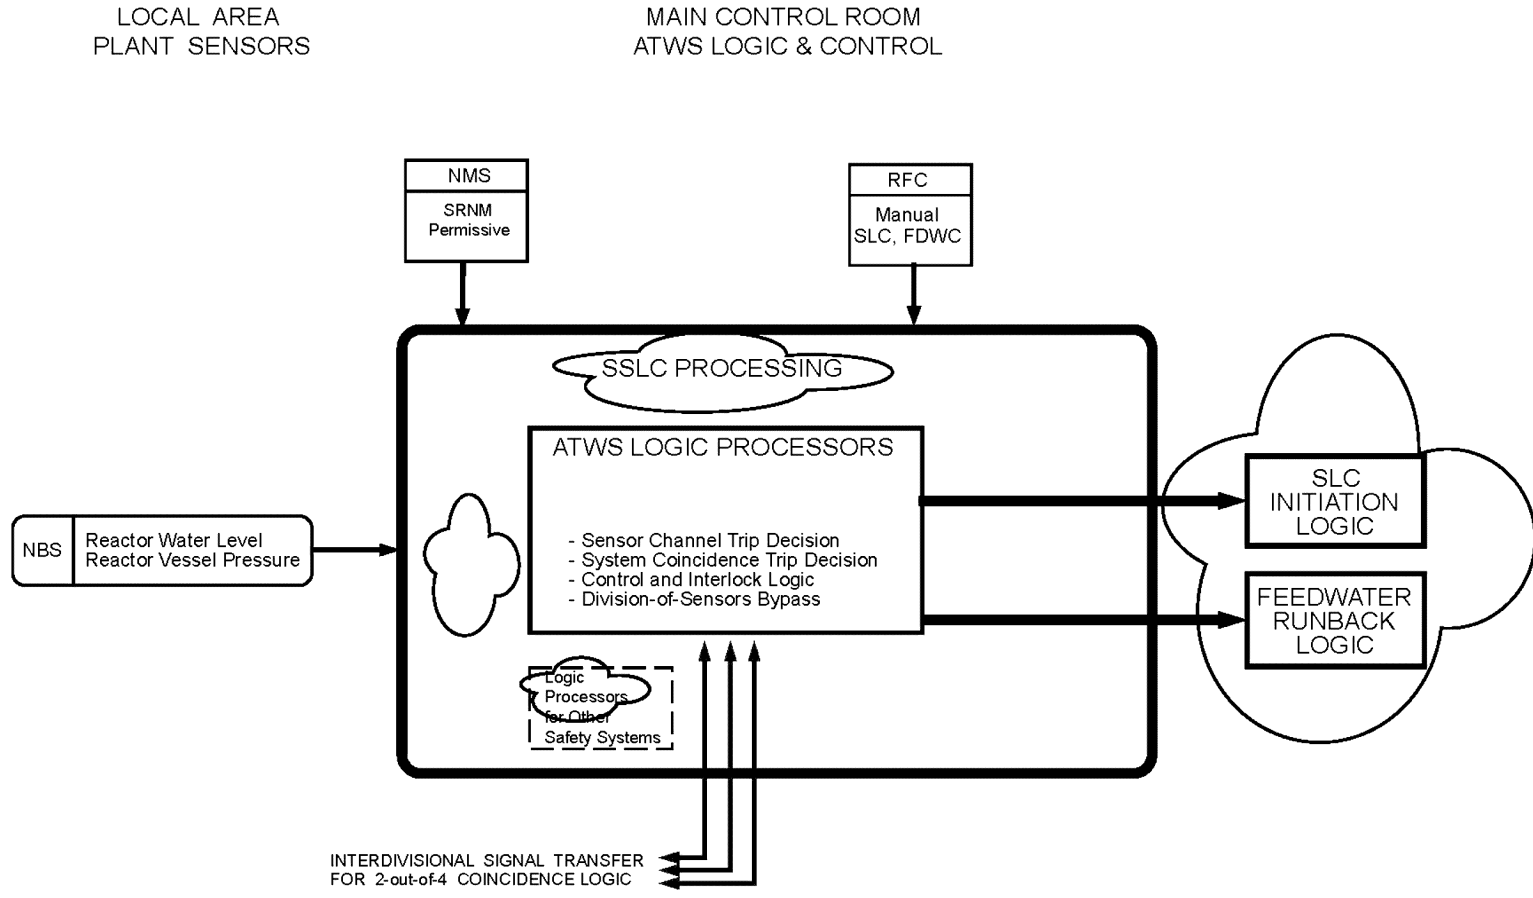 LOCAL AREA
PLANT SENSORS
MAIN CONTROL ROOM
ATWS LOGIC & CONTROL
NMS
SRNM
Permissive
RFC
Manual
SLC, FDWC
SSLC PROCESSING
ATWS LOGIC PROCESSORS
- Sensor Channel Trip Decision
- System Coincidence Trip Decision
- Control and Interlock Logic
- Division-of-Sensors Bypass
NBS
Reactor Water Level
Reactor Vessel Pressure
SLC
INITIATION
LOGIC
FEEDWATER
RUNBACK
LOGIC
Logic
Processors
for Other
Safety Systems
INTERDIVISIONAL SIGNAL TRANSFER
FOR 2-out-of-4 COINCIDENCE LOGIC